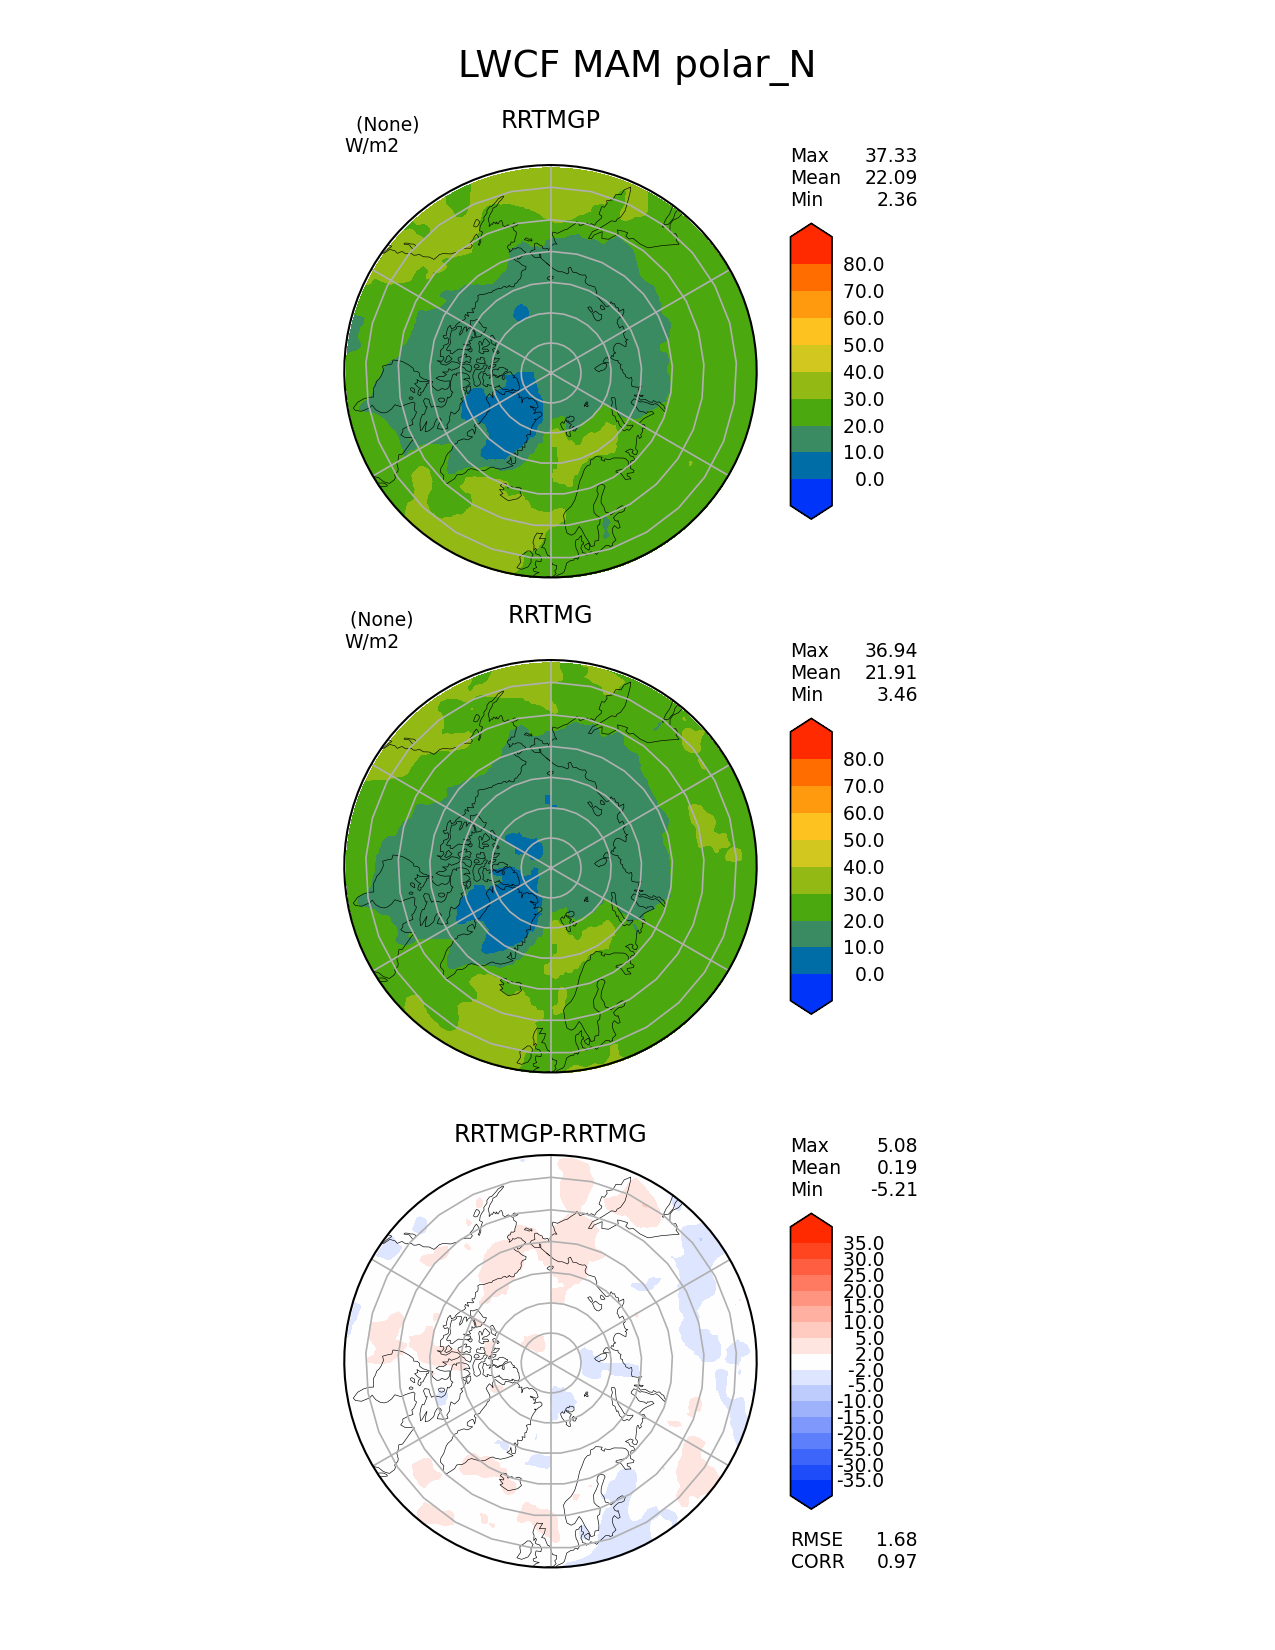 LWCF MAM polar_N
RRTMGP
(None)
W/m2
Max 37.33
Mean 22.09
Min 2.36
80.0
70.0
60.0
50.0
40.0
30.0
20.0
10.0
0.0
RRTMG
(None)
W/m2
Max 36.94
Mean 21.91
Min 3.46
80.0
70.0
60.0
50.0
40.0
30.0
20.0
10.0
0.0
RRTMGP-RRTMG
Max 5.08
Mean 0.19
Min -5.21
35.0
30.0
25.0
20.0
15.0
10.0
5.0
2.0
-2.0
-5.0
-10.0
-15.0
-20.0
-25.0
-30.0
-35.0
RMSE 1.68
CORR 0.97